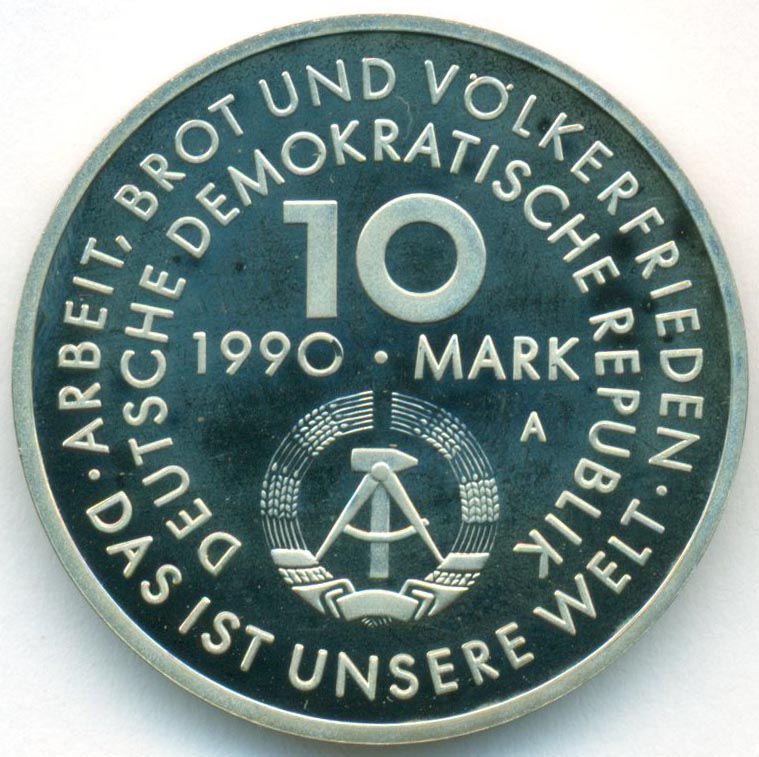 · ARBEIT, BROT UND VÖLKERFRIEDEN ·
DAS IST UNSERE WELT
DEUTSCHE DEMOKRATISCHE REPUBLIK
10
1990 · MARK
A